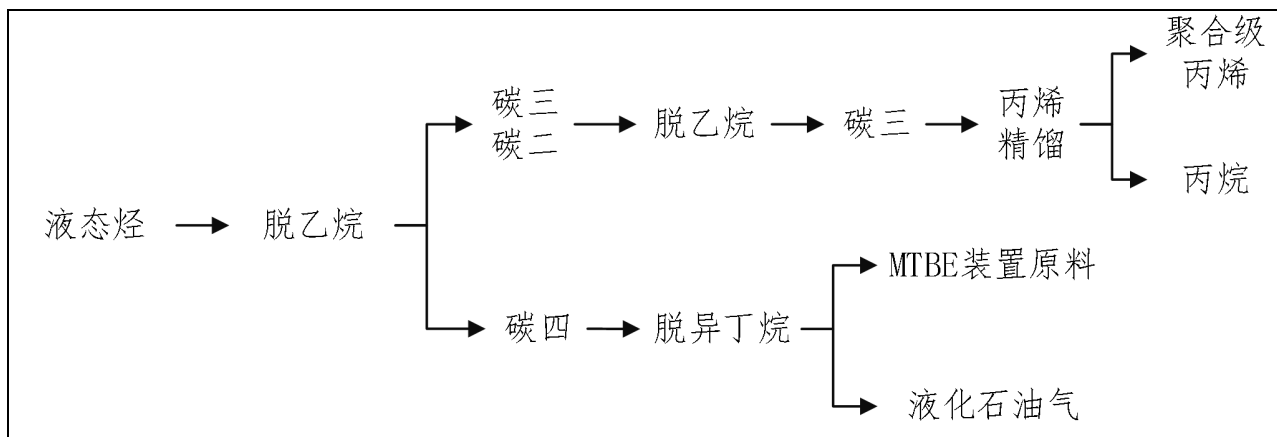 聚合级
丙烯
碳三
碳二
脱乙烷
碳三
丙烯
精馏
丙烷
液态烃
脱乙烷
MTBE装置原料
碳四
脱异丁烷
液化石油气